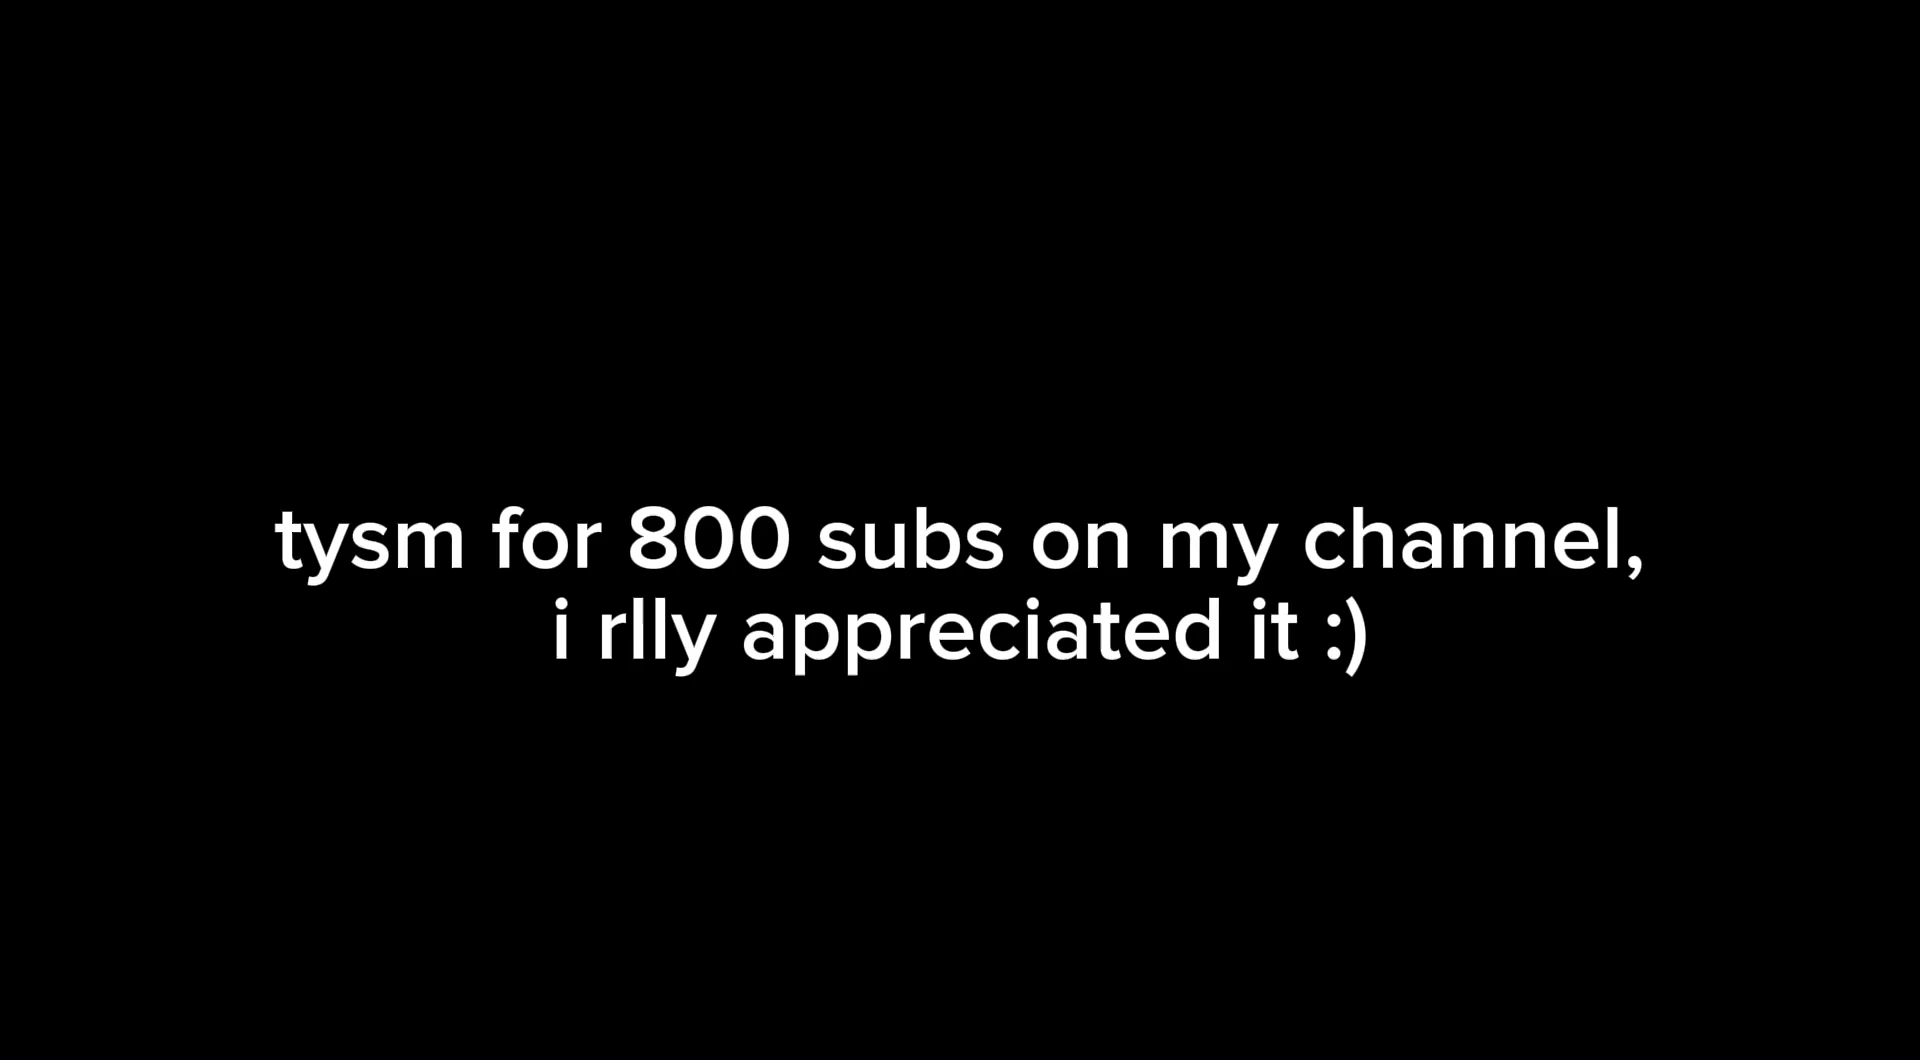 tysm for 800 subs on my channel,
i rlly appreciated it :)